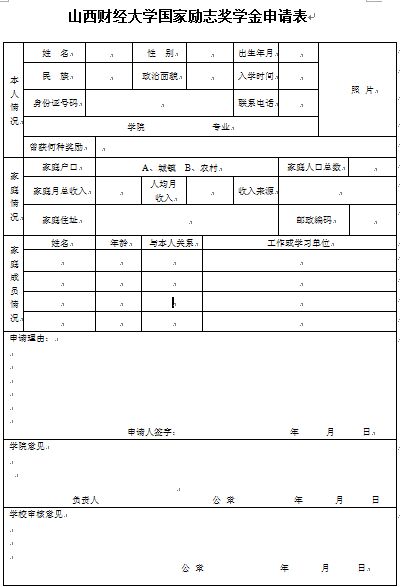 山西财经大学国家励志奖学金申请表
本人情况 姓 名 性 别 出生年月 照 片
民 族 政治面貌 入学时间
身份证号码 联系电话
学院 专业
曾获何种奖励
家庭情况 家庭户口 A、城镇 B、农村 家庭人口总数
家庭月总收入 人均月收入 收入来源
家庭住址 邮政编码
家庭成员情况 姓名 年龄 与本人关系 工作或学习单位
申请理由：
申请人签字： 年 月 日
学院意见
负责人 公 章 年 月 日
学校审核意见
公 章 年 月 日